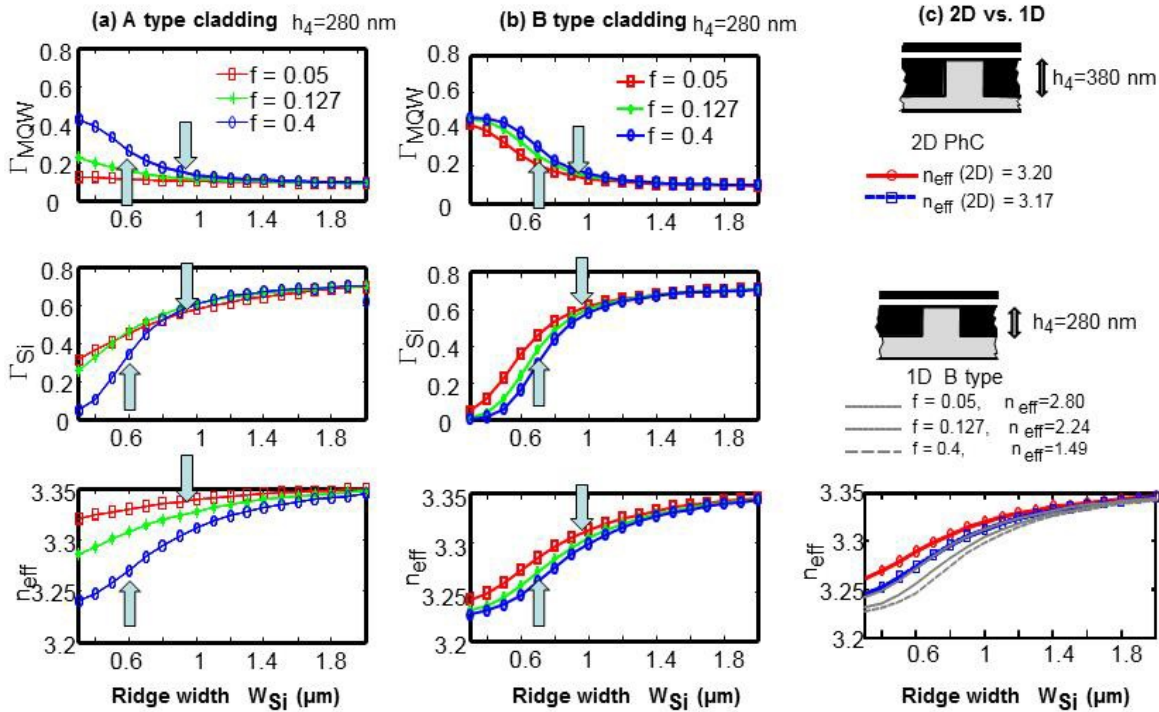 (a) A type cladding h4=280 nm
0.8
0.6
0.4
0.2
0
ΓMQW
f = 0.05
f = 0.127
f = 0.4
0.6 1 1.4 1.8
0.8
0.6
0.4
0.2
0
ΓSi
0.6 1 1.4 1.8
3.35
3.3
3.25
3.2
neff
0.6 1 1.4 1.8
Ridge width WSi (μm)
(b) B type cladding h4=280 nm
0.8
0.6
0.4
0.2
0
ΓMQW
f = 0.05
f = 0.127
f = 0.4
0.6 1 1.4 1.8
0.8
0.6
0.4
0.2
0
ΓSi
0.6 1 1.4 1.8
3.35
3.3
3.25
3.2
neff
0.6 1 1.4 1.8
Ridge width WSi (μm)
(c) 2D vs. 1D
h4=380 nm
2D PhC
neff (2D) = 3.20
neff (2D) = 3.17
h4=280 nm
1D B type
f = 0.05, n eff=2.80
f = 0.127, n eff=2.24
f = 0.4, n eff=1.49
3.35
3.3
3.25
3.2
neff
0.6 1 1.4 1.8
Ridge width WSi (μm)